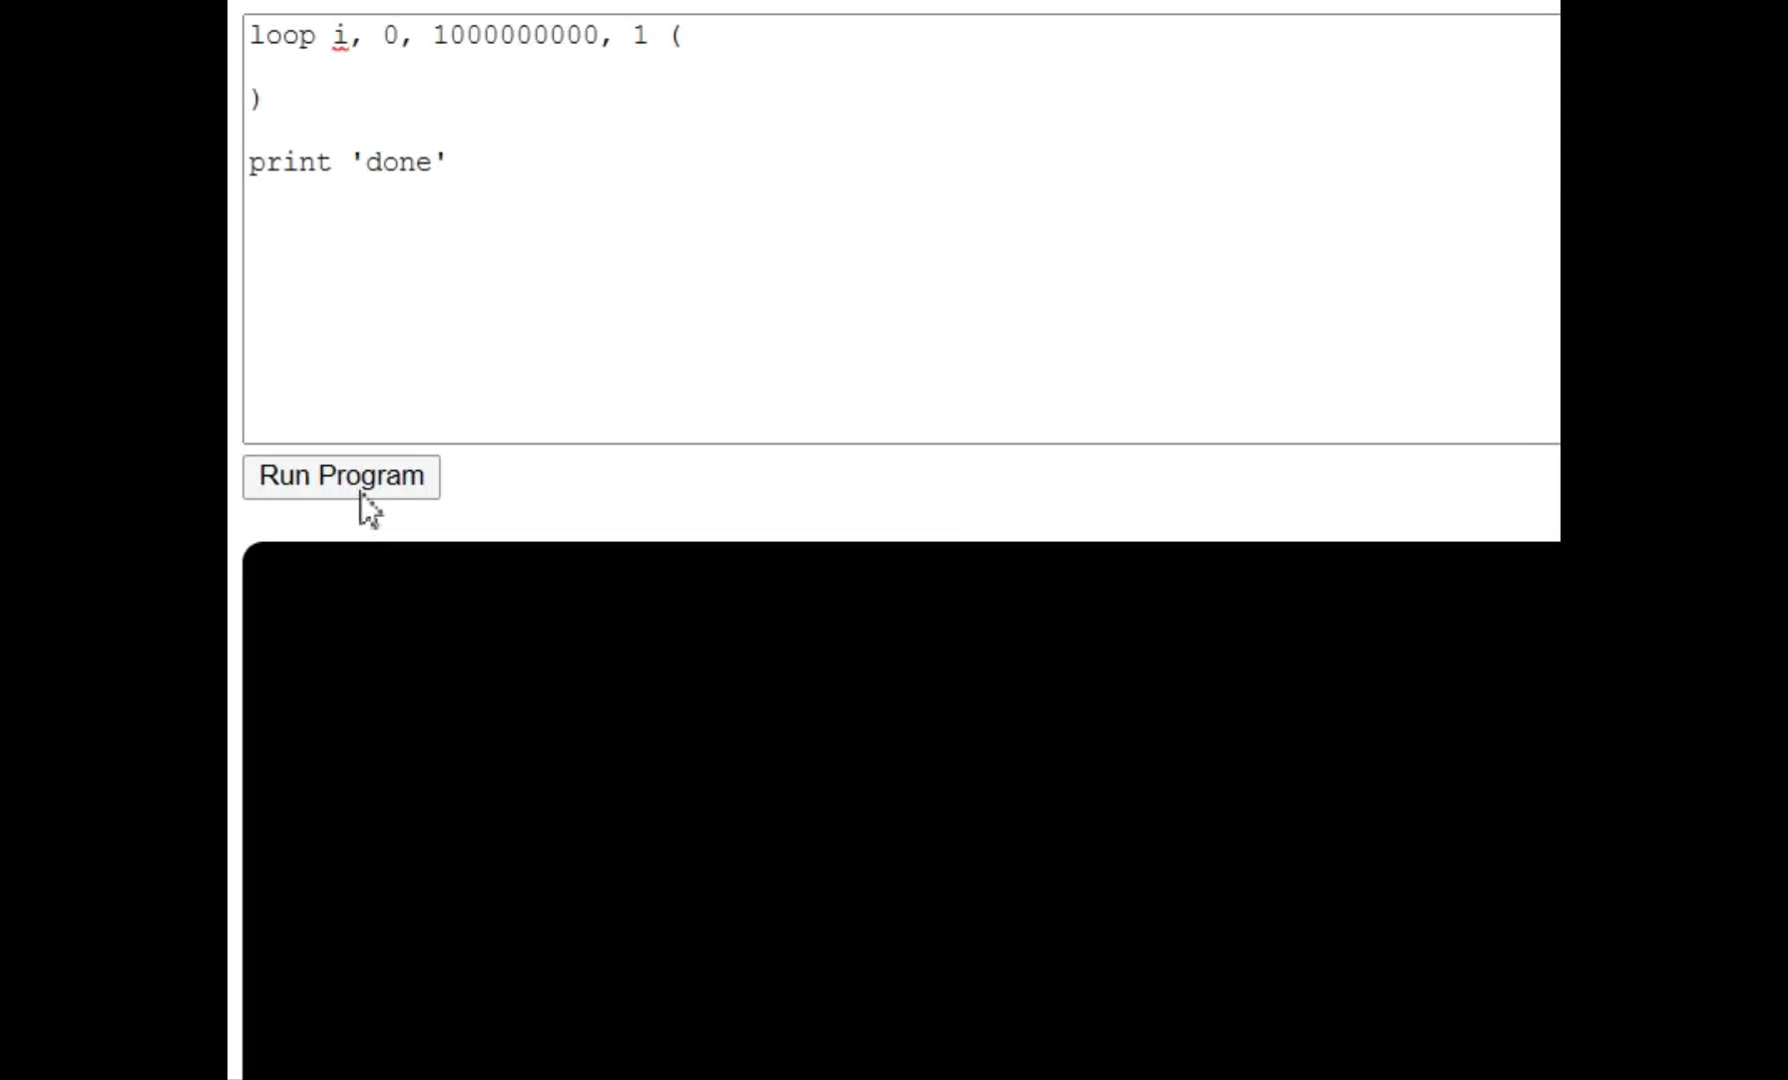 loop i, 0, 1000000000, 1 (
)
print 'done'
Run Program